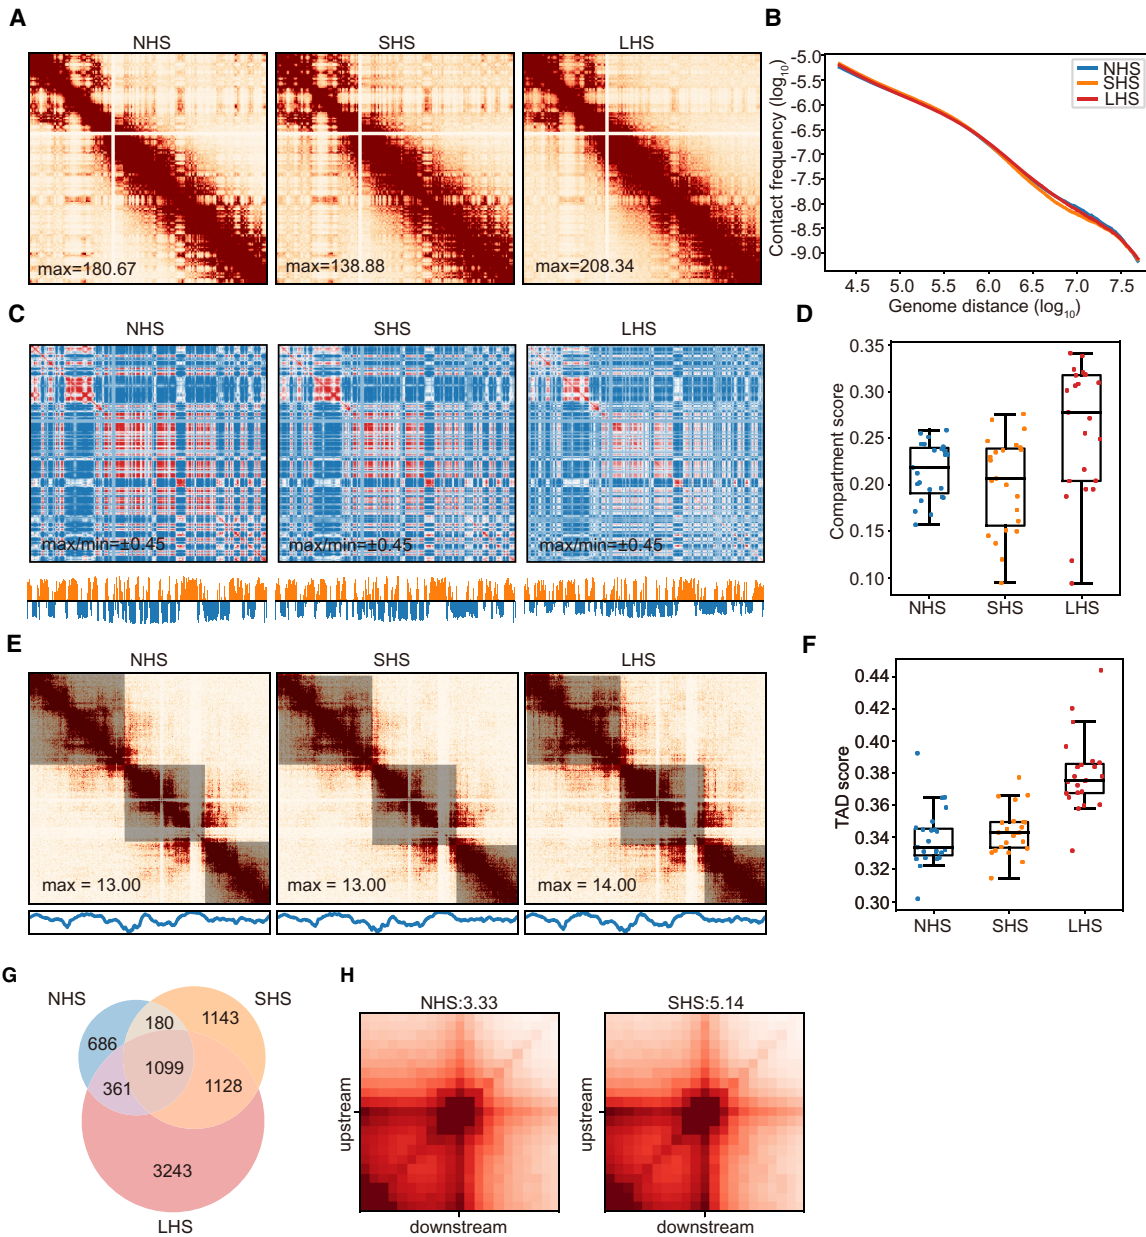 A
NHS
SHS
LHS
max=180.67
max=138.88
max=208.34
B
Contact frequency (log10)
-5.0
-5.5
-6.0
-6.5
-7.0
-7.5
-8.0
-8.5
-9.0
NHS
SHS
LHS
4.5 5.0 5.5 6.0 6.5 7.0 7.5
Genome distance (log10)
C
NHS
SHS
LHS
max/min=±0.45
max/min=±0.45
max/min=±0.45
D
Compartment score
0.35
0.30
0.25
0.20
0.15
0.10
NHS SHS LHS
E
NHS
SHS
LHS
max = 13.00
max = 13.00
max = 14.00
F
TAD score
0.44
0.42
0.40
0.38
0.36
0.34
0.32
0.30
NHS SHS LHS
G
NHS
SHS
180
1143
686
1099
361
1128
3243
LHS
H
NHS:3.33
SHS:5.14
upstream
upstream
downstream
downstream